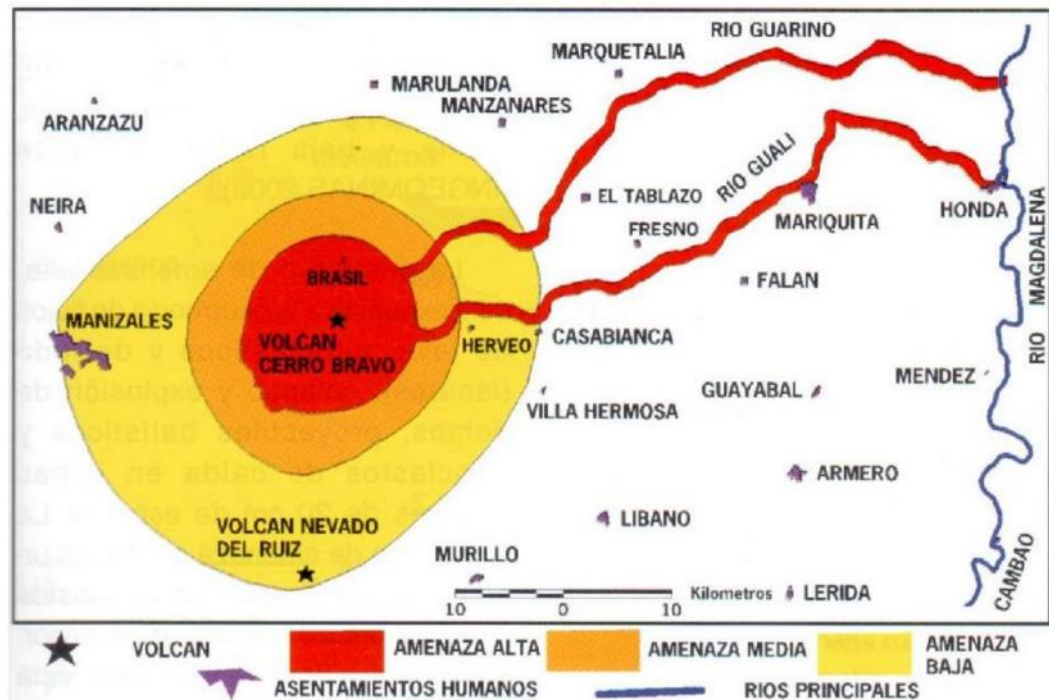 RIO GUARINO
MARQUETALIA
MARULANDA
MANZANARES
ARANZAZU
RIO GUALI
EL TABLAZO
NEIRA
MARIQUITA
HONDA
FRESNO
BRASIL
FALAN
RIO MAGDALENA
MANIZALES
VOLCAN
CERRO BRAVO
HERVEO
CASABIANCA
MENDEZ
VILLA HERMOSA
GUAYABAL
ARMERO
VOLCAN NEVADO
DEL RUIZ
LIBANO
MURILLO
CAMBAO
10 0 10 Kilometros
LERIDA
VOLCAN
AMENAZA ALTA
AMENAZA MEDIA
AMENAZA
BAJA
ASENTAMIENTOS HUMANOS
RIOS PRINCIPALES